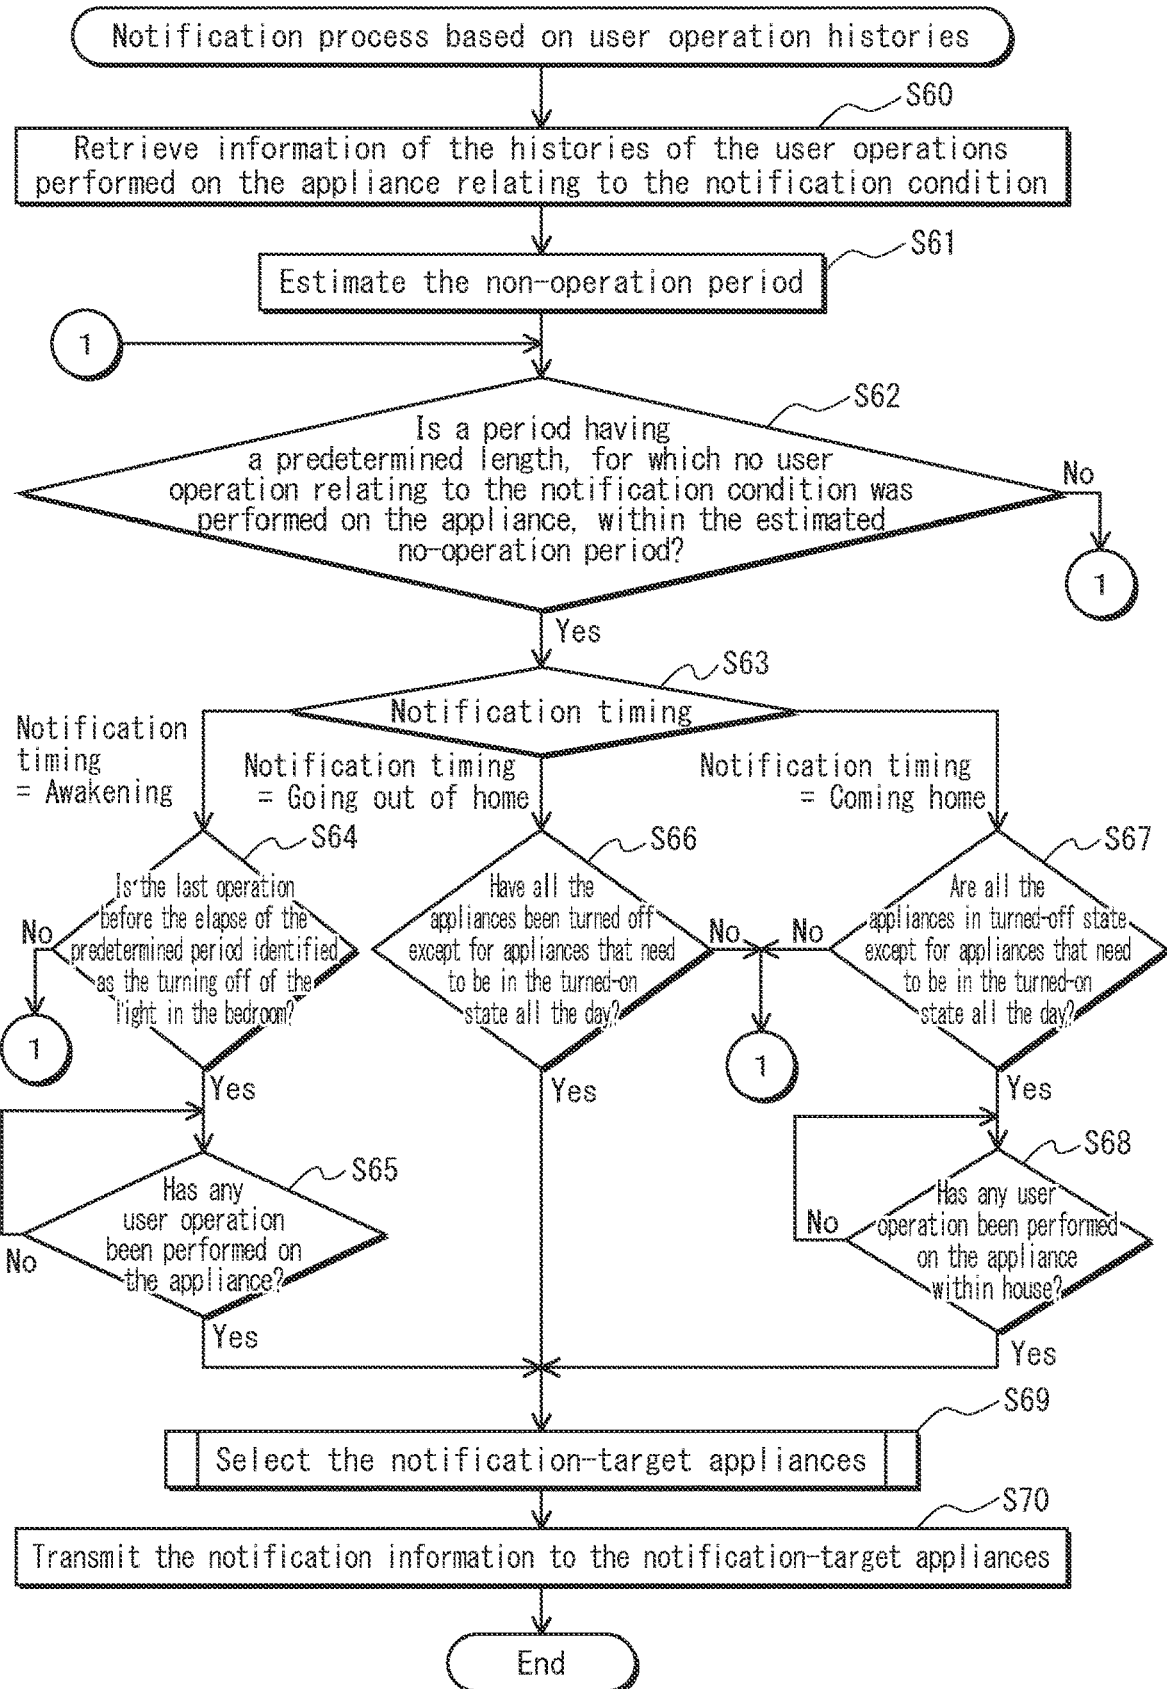 Notification process based on user operation histories
S60
Retrieve information of the histories of the user operations
performed on the appliance relating to the notification condition
S61
Estimate the non-operation period
1
S62
Is a period having
a predetermined length, for which no user
operation relating to the notification condition was
performed on the appliance, within the estimated
no-operation period?
No
1
Yes
S63
Notification timing
Notification
timing
= Awakening
Notification timing
= Going out of home
Notification timing
= Coming home
S64
Is the last operation
before the elapse of the
predetermined period identified
as the turning off of the
light in the bedroom?
No
1
Yes
S66
Have all the
appliances been turned off
except for appliances that need
to be in the turned-on
state all the day?
No
Yes
S67
Are all the
appliances in turned-off state
except for appliances that need
to be in the turned-on
state all the day?
No
1
Yes
S65
Has any
user operation
been performed on
the appliance?
No
Yes
S68
Has any user
operation been performed
on the appliance
within house?
No
Yes
S69
Select the notification-target appliances
S70
Transmit the notification information to the notification-target appliances
End